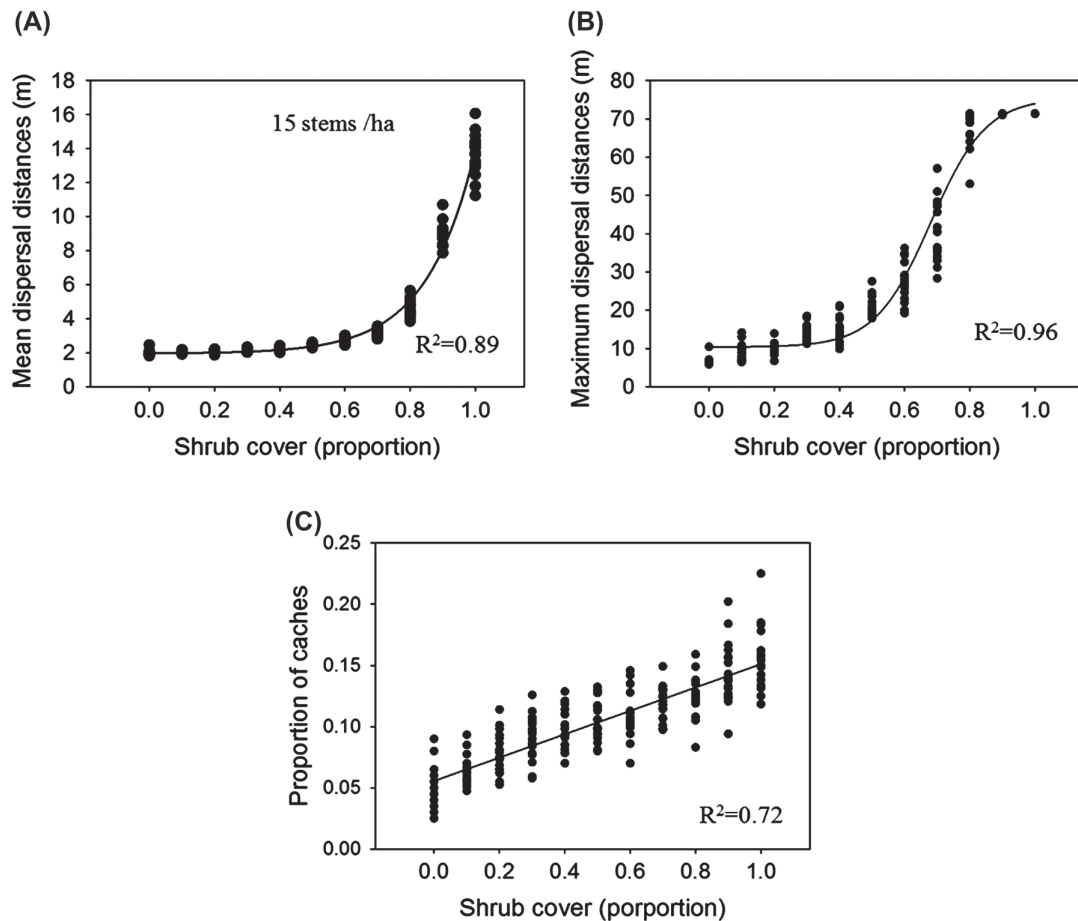 (A)
Mean dispersal distances (m)
18
16
14
12
10
8
6
4
2
0
15 stems /ha
R²=0.89
0.0 0.2 0.4 0.6 0.8 1.0
Shrub cover (proportion)
(B)
Maximum dispersal distances (m)
80
70
60
50
40
30
20
10
0
R²=0.96
0.0 0.2 0.4 0.6 0.8 1.0
Shrub cover (proportion)
(C)
Proportion of caches
0.25
0.20
0.15
0.10
0.05
0.00
R²=0.72
0.0 0.2 0.4 0.6 0.8 1.0
Shrub cover (porportion)